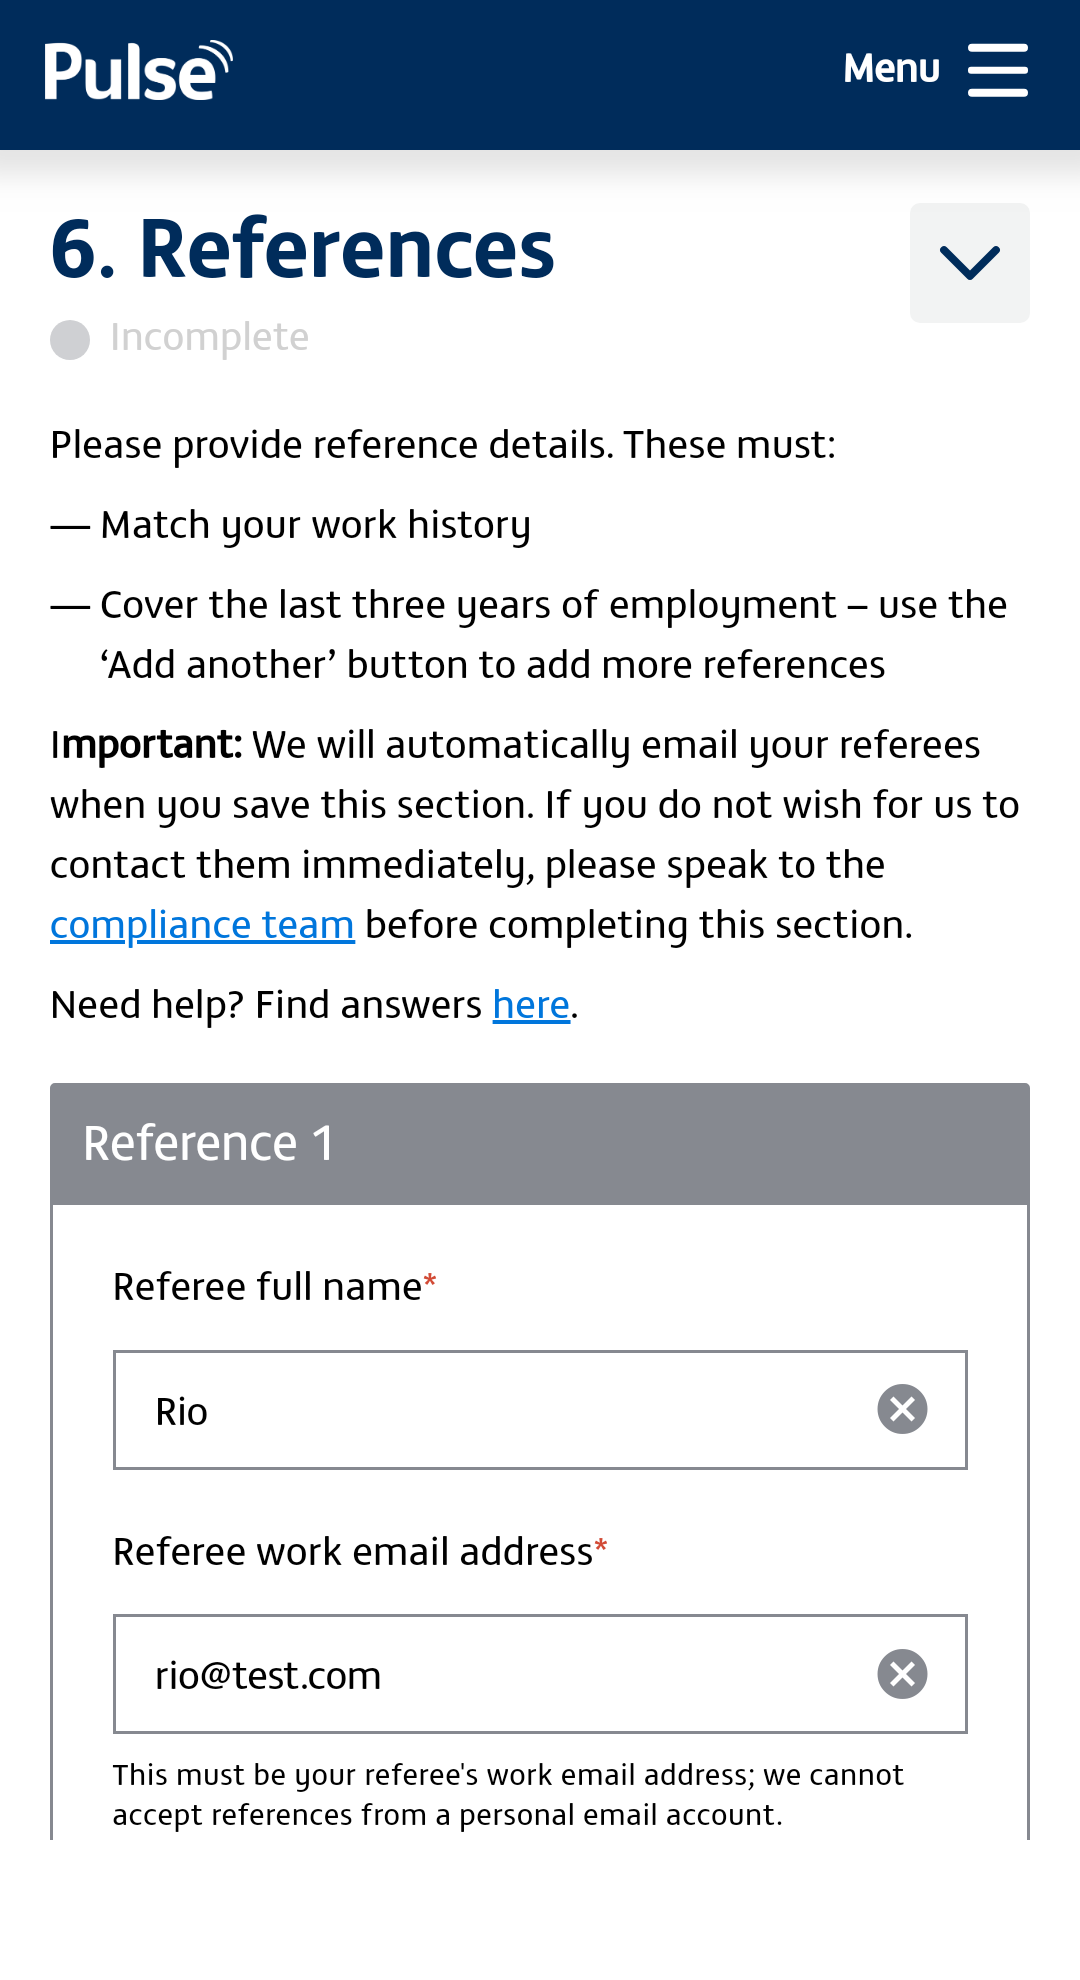 Pulse
Menu
6. References
Incomplete
Please provide reference details. These must:
— Match your work history
— Cover the last three years of employment – use the
‘Add another’ button to add more references
Important: We will automatically email your referees
when you save this section. If you do not wish for us to
contact them immediately, please speak to the
compliance team before completing this section.
Need help? Find answers here.
Reference 1
Referee full name*
Rio
Referee work email address*
rio@test.com
This must be your referee's work email address; we cannot
accept references from a personal email account.